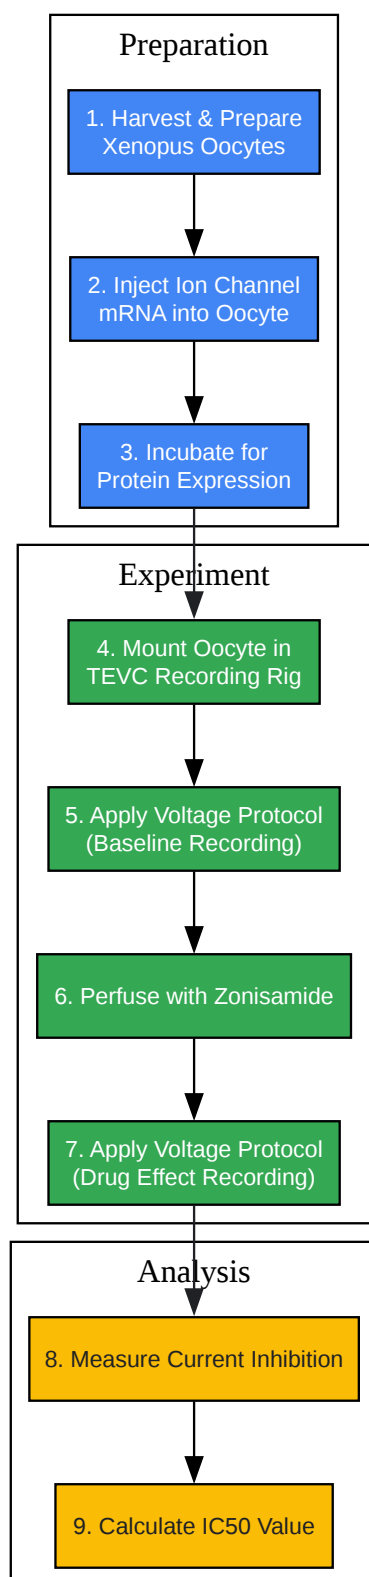 Preparation
1. Harvest & Prepare
Xenopus Oocytes
2. Inject Ion Channel
mRNA into Oocyte
3. Incubate for
Protein Expression
Experiment
4. Mount Oocyte in
TEVC Recording Rig
5. Apply Voltage Protocol
(Baseline Recording)
6. Perfuse with Zonisamide
7. Apply Voltage Protocol
(Drug Effect Recording)
Analysis
8. Measure Current Inhibition
9. Calculate IC50 Value